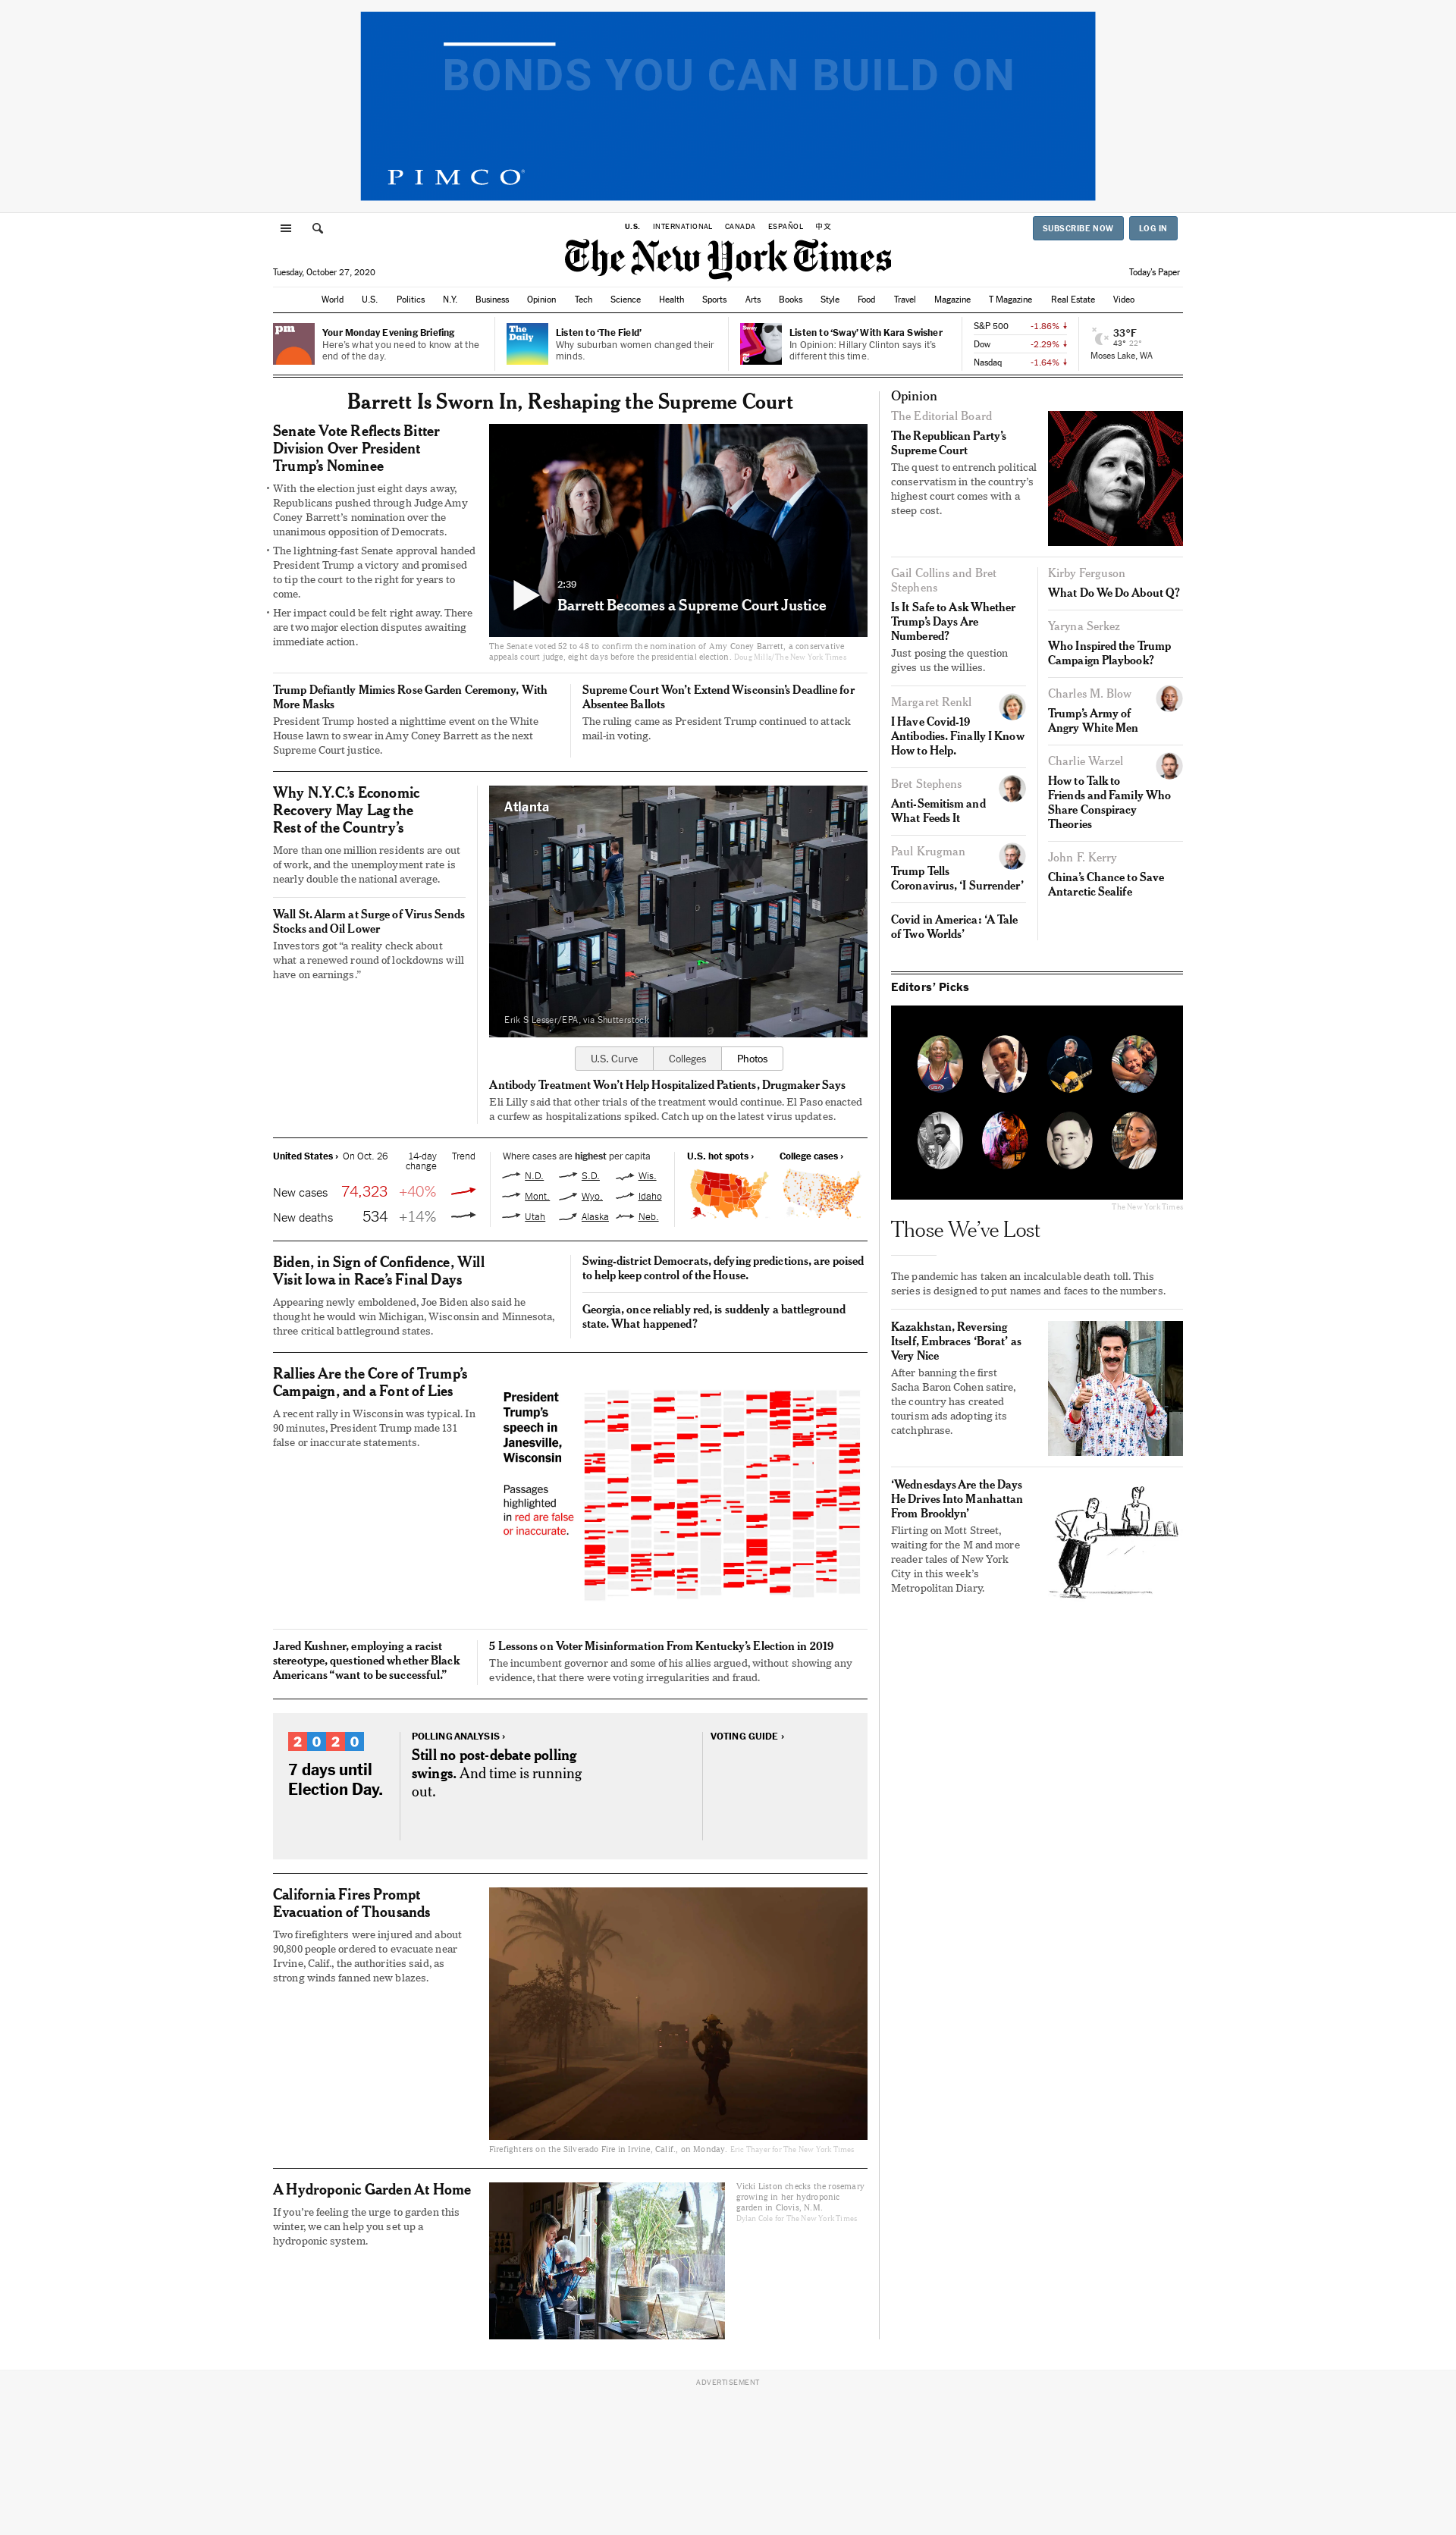 BONDS YOU CAN BUILD ON
PIMCO
U.S. INTERNATIONAL CANADA ESPAÑOL 中文
SUBSCRIBE NOW LOG IN
The New York Times
Tuesday, October 27, 2020
Today's Paper
World U.S. Politics N.Y. Business Opinion Tech Science Health Sports Arts Books Style Food Travel Magazine T Magazine Real Estate Video
pm
Your Monday Evening Briefing
Here's what you need to know at the
end of the day.
The
Daily
Listen to 'The Field'
Why suburban women changed their
minds.
Sway
Listen to 'Sway' With Kara Swisher
In Opinion: Hillary Clinton says it's
different this time.
S&P 500 -1.86%
Dow -2.29%
Nasdaq -1.64%
33°F
43° 22°
Moses Lake, WA
Barrett Is Sworn In, Reshaping the Supreme Court
Senate Vote Reflects Bitter
Division Over President
Trump's Nominee
• With the election just eight days away,
Republicans pushed through Judge Amy
Coney Barrett's nomination over the
unanimous opposition of Democrats.
• The lightning-fast Senate approval handed
President Trump a victory and promised
to tip the court to the right for years to
come.
• Her impact could be felt right away. There
are two major election disputes awaiting
immediate action.
2:39
Barrett Becomes a Supreme Court Justice
The Senate voted 52 to 48 to confirm the nomination of Amy Coney Barrett, a conservative
appeals court judge, eight days before the presidential election. Doug Mills/The New York Times
Trump Defiantly Mimics Rose Garden Ceremony, With
More Masks
President Trump hosted a nighttime event on the White
House lawn to swear in Amy Coney Barrett as the next
Supreme Court justice.
Supreme Court Won't Extend Wisconsin's Deadline for
Absentee Ballots
The ruling came as President Trump continued to attack
mail-in voting.
Why N.Y.C.'s Economic
Recovery May Lag the
Rest of the Country's
More than one million residents are out
of work, and the unemployment rate is
nearly double the national average.
Wall St. Alarm at Surge of Virus Sends
Stocks and Oil Lower
Investors got "a reality check about
what a renewed round of lockdowns will
have on earnings."
Atlanta
13
17
Erik S Lesser/EPA, via Shutterstock
U.S. Curve Colleges Photos
Antibody Treatment Won't Help Hospitalized Patients, Drugmaker Says
Eli Lilly said that other trials of the treatment would continue. El Paso enacted
a curfew as hospitalizations spiked. Catch up on the latest virus updates.
United States › On Oct. 26 14-day
change Trend
New cases 74,323 +40%
New deaths 534 +14%
Where cases are highest per capita
N.D. S.D. Wis.
Mont. Wyo. Idaho
Utah Alaska Neb.
U.S. hot spots › College cases ›
Biden, in Sign of Confidence, Will
Visit Iowa in Race's Final Days
Appearing newly emboldened, Joe Biden also said he
thought he would win Michigan, Wisconsin and Minnesota,
three critical battleground states.
Swing-district Democrats, defying predictions, are poised
to help keep control of the House.
Georgia, once reliably red, is suddenly a battleground
state. What happened?
Rallies Are the Core of Trump's
Campaign, and a Font of Lies
A recent rally in Wisconsin was typical. In
90 minutes, President Trump made 131
false or inaccurate statements.
President
Trump's
speech in
Janesville,
Wisconsin
Passages
highlighted
in red are false
or inaccurate.
Jared Kushner, employing a racist
stereotype, questioned whether Black
Americans "want to be successful."
5 Lessons on Voter Misinformation From Kentucky's Election in 2019
The incumbent governor and some of his allies argued, without showing any
evidence, that there were voting irregularities and fraud.
2020
7 days until
Election Day.
POLLING ANALYSIS ›
Still no post-debate polling
swings. And time is running
out.
VOTING GUIDE ›
California Fires Prompt
Evacuation of Thousands
Two firefighters were injured and about
90,800 people ordered to evacuate near
Irvine, Calif., the authorities said, as
strong winds fanned new blazes.
Firefighters on the Silverado Fire in Irvine, Calif., on Monday. Eric Thayer for The New York Times
A Hydroponic Garden At Home
If you're feeling the urge to garden this
winter, we can help you set up a
hydroponic system.
Vicki Liston checks the rosemary
growing in her hydroponic
garden in Clovis, N.M.
Dylan Cole for The New York Times
Opinion
The Editorial Board
The Republican Party's
Supreme Court
The quest to entrench political
conservatism in the country's
highest court comes with a
steep cost.
Gail Collins and Bret
Stephens
Is It Safe to Ask Whether
Trump's Days Are
Numbered?
Just posing the question
gives us the willies.
Margaret Renkl
I Have Covid-19
Antibodies. Finally I Know
How to Help.
Bret Stephens
Anti-Semitism and
What Feeds It
Paul Krugman
Trump Tells
Coronavirus, 'I Surrender'
Covid in America: 'A Tale
of Two Worlds'
Kirby Ferguson
What Do We Do About Q?
Yaryna Serkez
Who Inspired the Trump
Campaign Playbook?
Charles M. Blow
Trump's Army of
Angry White Men
Charlie Warzel
How to Talk to
Friends and Family Who
Share Conspiracy
Theories
John F. Kerry
China's Chance to Save
Antarctic Sealife
Editors' Picks
The New York Times
Those We've Lost
The pandemic has taken an incalculable death toll. This
series is designed to put names and faces to the numbers.
Kazakhstan, Reversing
Itself, Embraces 'Borat' as
Very Nice
After banning the first
Sacha Baron Cohen satire,
the country has created
tourism ads adopting its
catchphrase.
'Wednesdays Are the Days
He Drives Into Manhattan
From Brooklyn'
Flirting on Mott Street,
waiting for the M and more
reader tales of New York
City in this week's
Metropolitan Diary.
ADVERTISEMENT